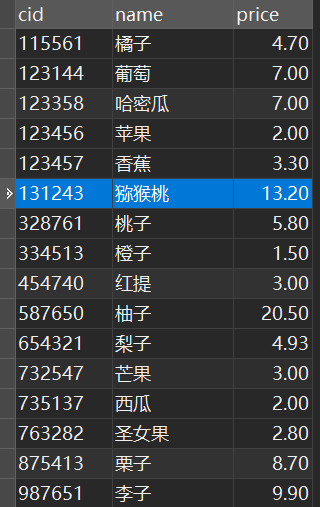 cid name price
115561 橘子 4.70
123144 葡萄 7.00
123358 哈密瓜 7.00
123456 苹果 2.00
123457 香蕉 3.30
131243 猕猴桃 13.20
328761 桃子 5.80
334513 橙子 1.50
454740 红提 3.00
587650 柚子 20.50
654321 梨子 4.93
732547 芒果 3.00
735137 西瓜 2.00
763282 圣女果 2.80
875413 栗子 8.70
987651 李子 9.90